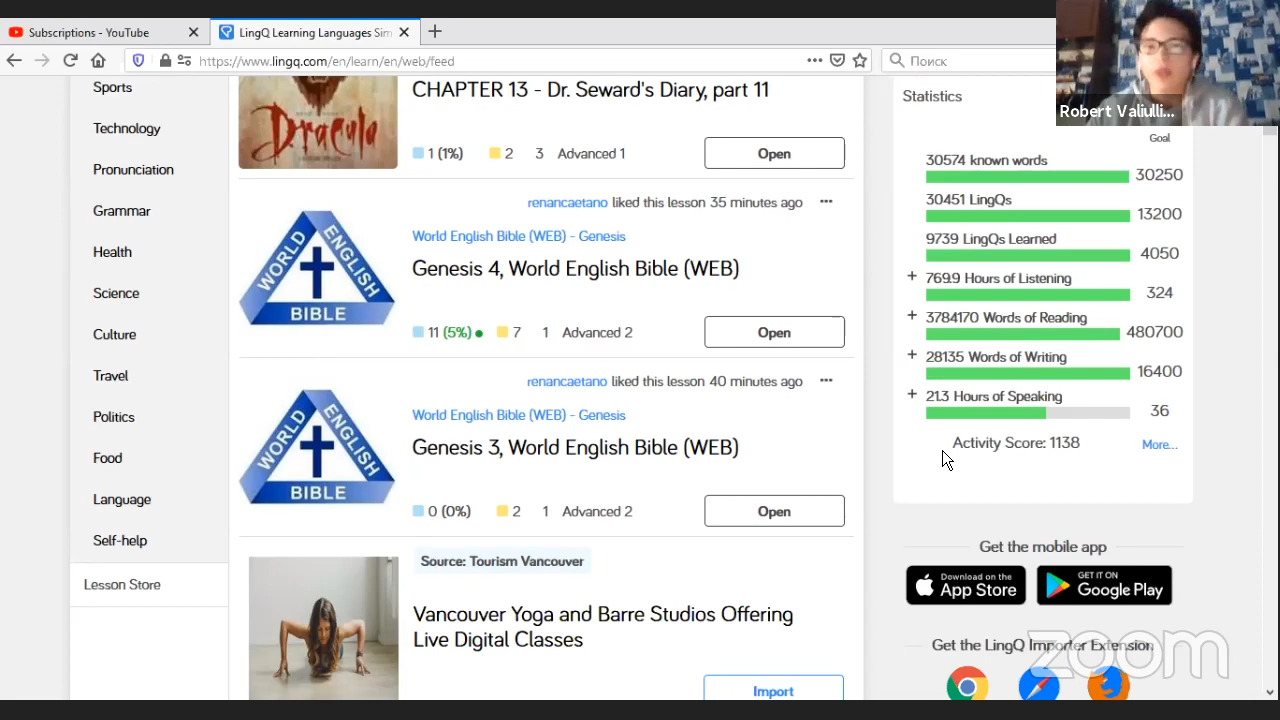 Subscriptions - YouTube
LingQ Learning Languages Sim
https://www.lingq.com/en/learn/en/web/feed
Поиск
Robert Valiulli...
Sports
Technology
Pronunciation
Grammar
Health
Science
Culture
Travel
Politics
Food
Language
Self-help
Lesson Store
Dracula
CHAPTER 13 - Dr. Seward's Diary, part 11
1 (1%) 2 3 Advanced 1 Open
renancaetano liked this lesson 35 minutes ago
WORLD ENGLISH BIBLE
World English Bible (WEB) - Genesis
Genesis 4, World English Bible (WEB)
11 (5%) 7 1 Advanced 2 Open
renancaetano liked this lesson 40 minutes ago
WORLD ENGLISH BIBLE
World English Bible (WEB) - Genesis
Genesis 3, World English Bible (WEB)
0 (0%) 2 1 Advanced 2 Open
Source: Tourism Vancouver
Vancouver Yoga and Barre Studios Offering
Live Digital Classes
Import
Statistics
Goal
30574 known words
30250
30451 LingQs
13200
9739 LingQs Learned
4050
+ 769.9 Hours of Listening
324
+ 3784170 Words of Reading
480700
+ 28135 Words of Writing
16400
+ 21.3 Hours of Speaking
36
Activity Score: 1138 More...
Get the mobile app
Download on the
App Store
GET IT ON
Google Play
Get the LingQ Importer Extension
zoom